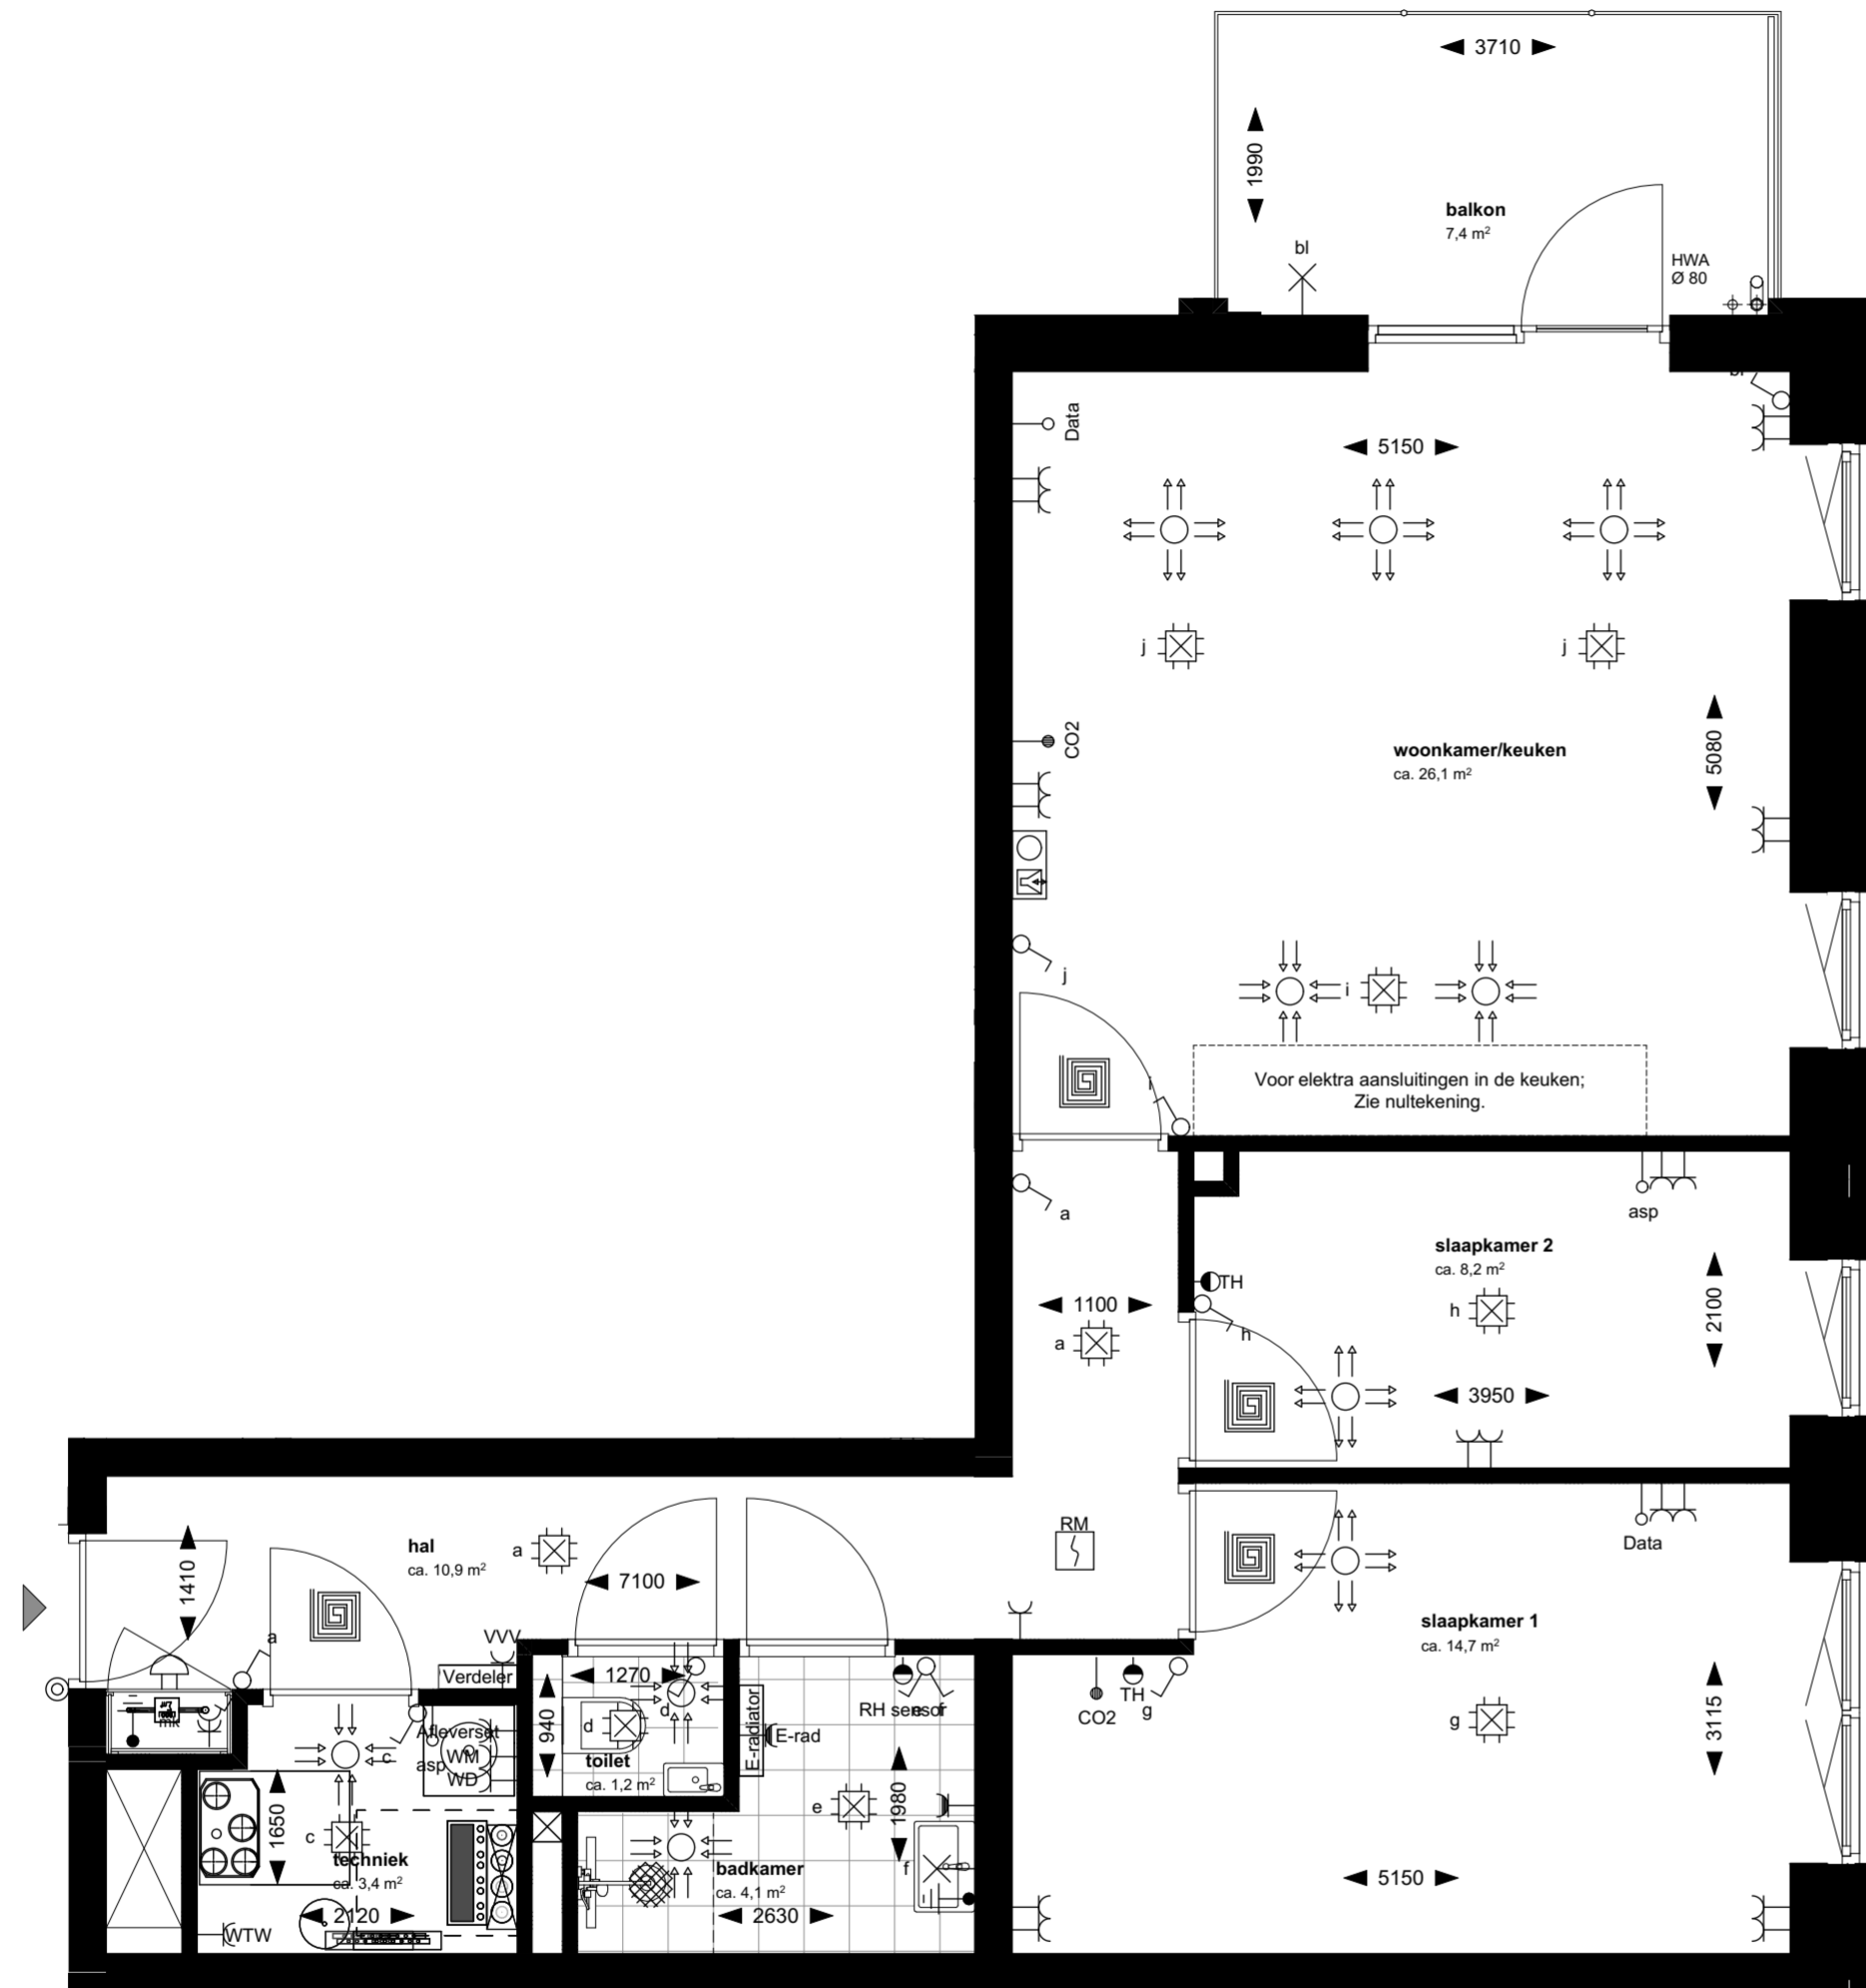 3710
1990
balkon
7,4 m²
bl
HWA
Ø 80
Data
5150
j
j
CO2
woonkamer/keuken
ca. 26,1 m²
5080
j
i
Voor elektra aansluitingen in de keuken;
Zie nultekening.
i
a
asp
slaapkamer 2
ca. 8,2 m²
TH
h
h
2100
1100
a
3950
hal
ca. 10,9 m²
a
RM
Data
1410
7100
slaapkamer 1
ca. 14,7 m²
a
VVV
Verdeler
1270
d
RH sensor
e
f
TH
CO2
g
g
3115
mk
Afleverset
c
asp
WM
WD
940
d
toilet
ca. 1,2 m²
E-radiator
E-rad
e
1980
1650
c
techniek
ca. 3,4 m²
badkamer
ca. 4,1 m²
f
5150
2120
2630
WTW